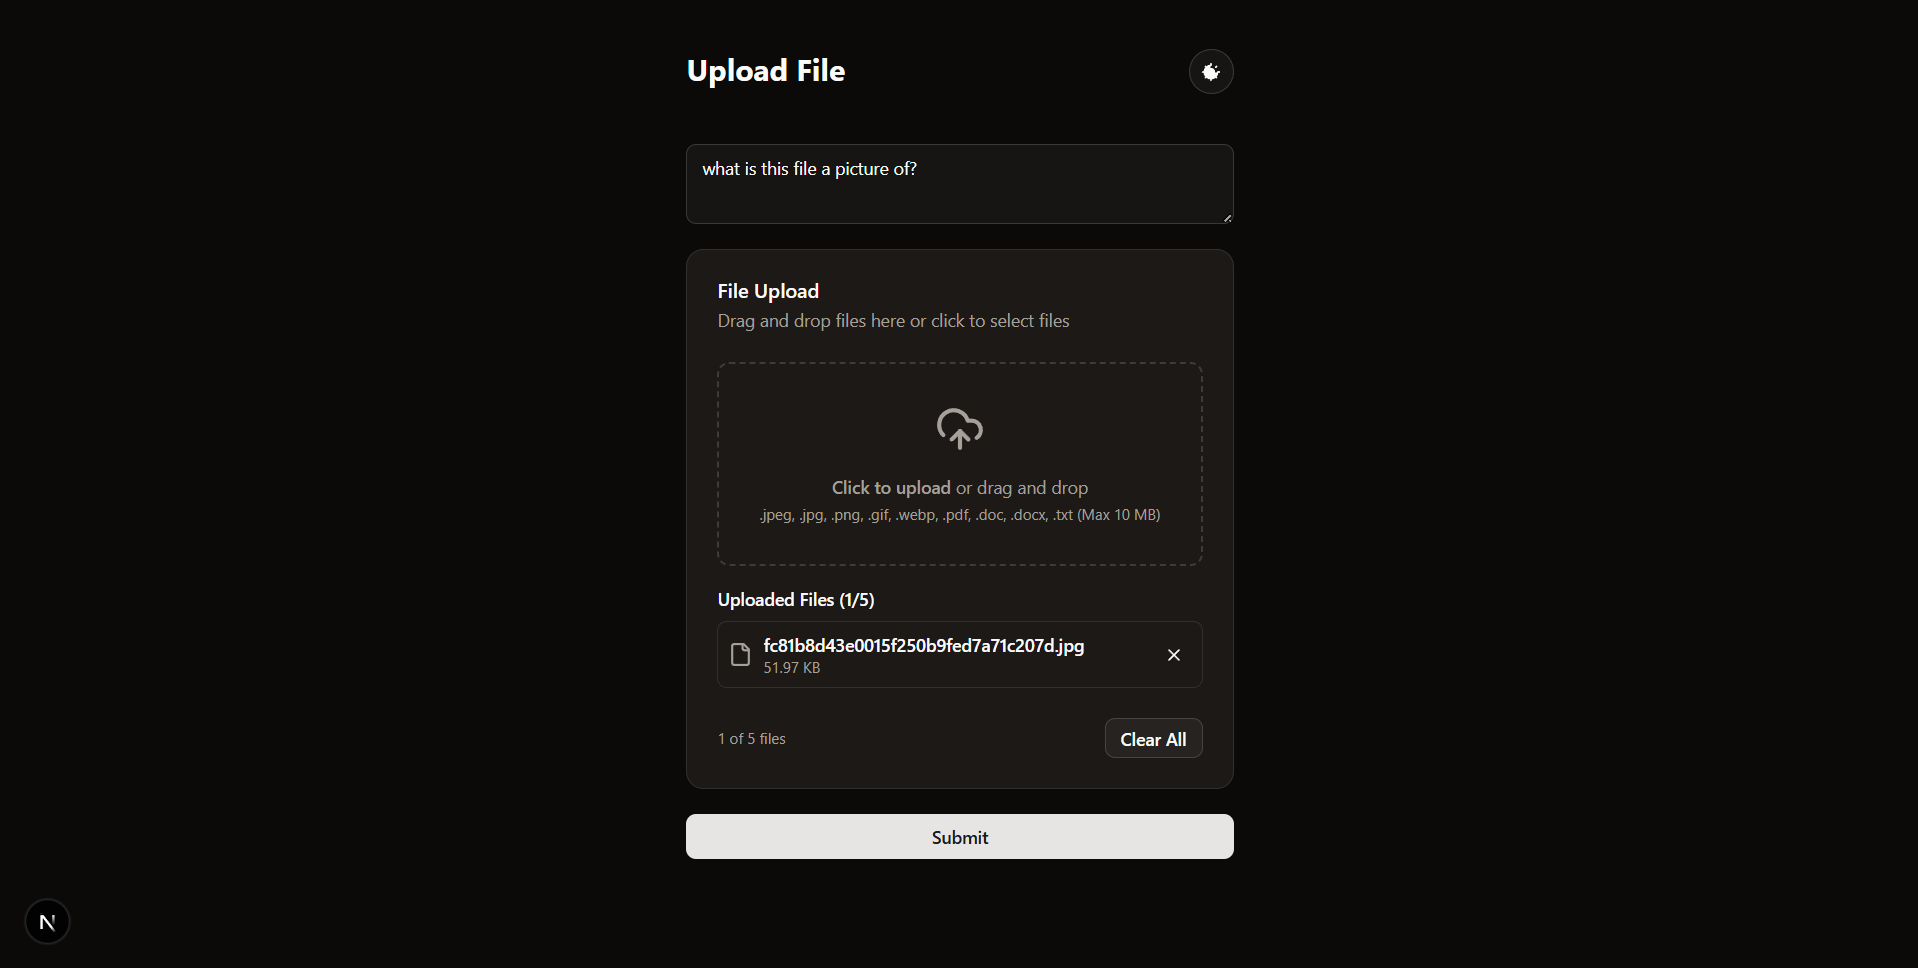 Upload File
what is this file a picture of?
File Upload
Drag and drop files here or click to select files
Click to upload or drag and drop
.jpeg, .jpg, .png, .gif, .webp, .pdf, .doc, .docx, .txt (Max 10 MB)
Uploaded Files (1/5)
fc81b8d43e0015f250b9fed7a71c207d.jpg
51.97 KB
1 of 5 files
Clear All
Submit
N